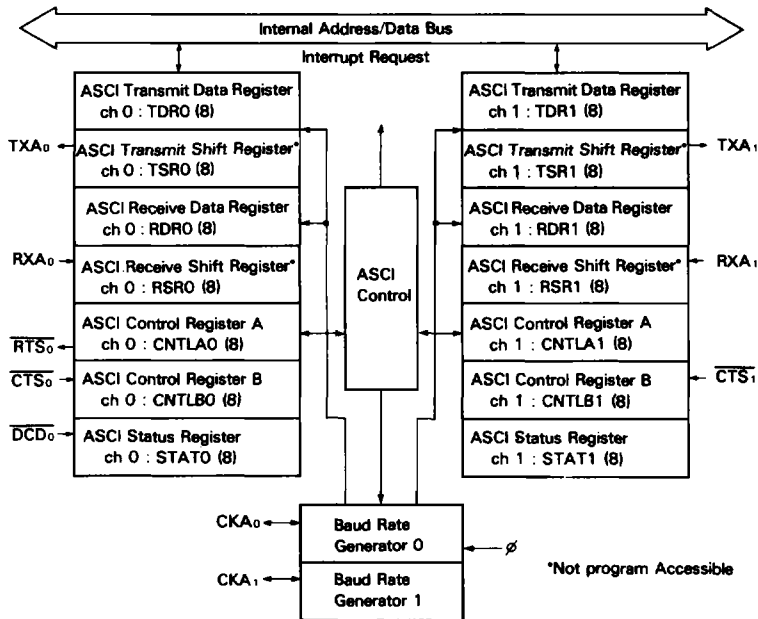 Internal Address/Data Bus
Interrupt Request
ASCI Transmit Data Register
ch 0 : TDR0 (8)
TXA₀
ASCI Transmit Shift Register*
ch 0 : TSR0 (8)
ASCI Receive Data Register
ch 0 : RDR0 (8)
RXA₀
ASCI Receive Shift Register*
ch 0 : RSR0 (8)
ASCI Control Register A
ch 0 : CNTLA0 (8)
RTS₀
CTS₀
ASCI Control Register B
ch 0 : CNTLB0 (8)
DCD₀
ASCI Status Register
ch 0 : STAT0 (8)
ASCI
Control
ASCI Transmit Data Register
ch 1 : TDR1 (8)
ASCI Transmit Shift Register*
ch 1 : TSR1 (8)
TXA₁
ASCI Receive Data Register
ch 1 : RDR1 (8)
ASCI Receive Shift Register*
ch 1 : RSR1 (8)
RXA₁
ASCI Control Register A
ch 1 : CNTLA1 (8)
ASCI Control Register B
ch 1 : CNTLB1 (8)
CTS₁
ASCI Status Register
ch 1 : STAT1 (8)
CKA₀
Baud Rate
Generator 0
ø
CKA₁
Baud Rate
Generator 1
*Not program Accessible